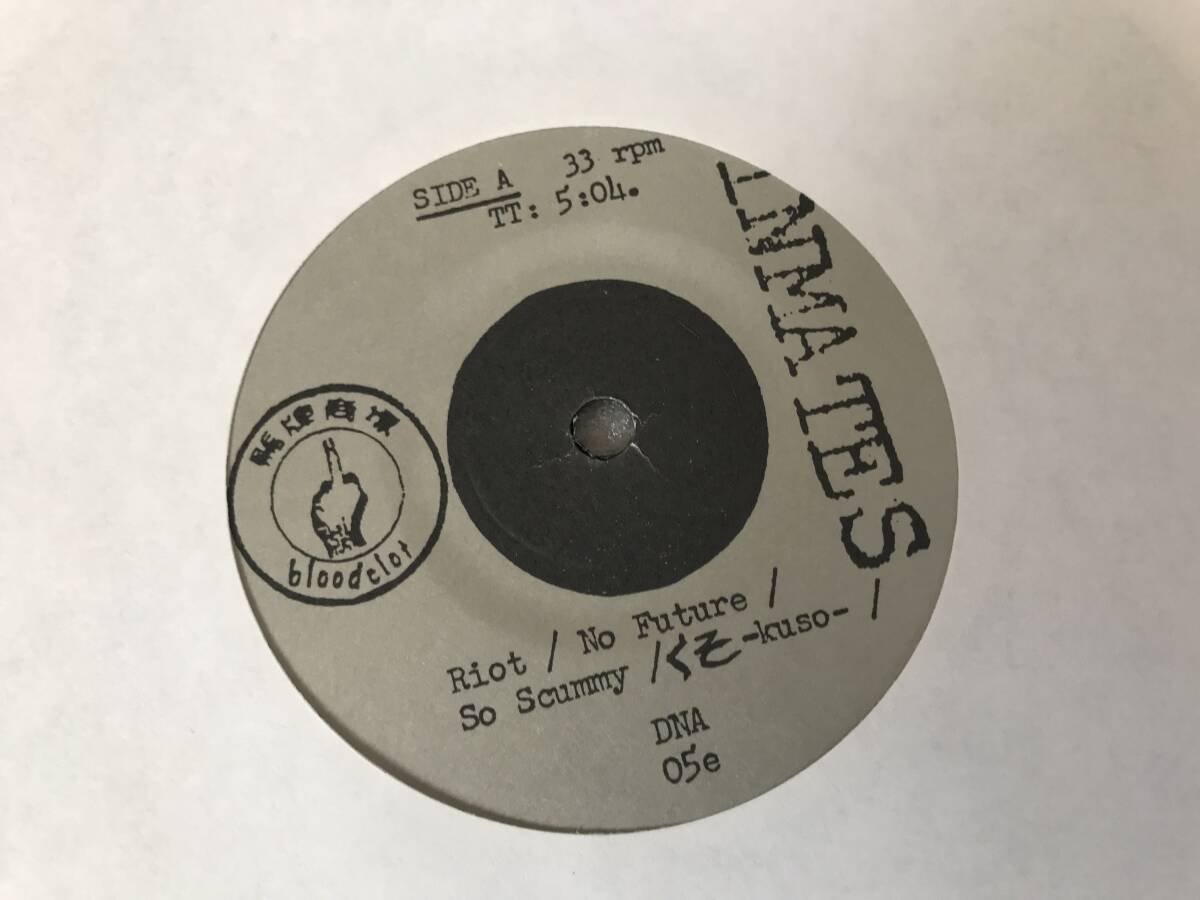 SIDE A 33 rpm
TT: 5:04.
INMATES
bloodclot
Riot / No Future /
So Scummy /くそ-kuso- /
DNA
05e